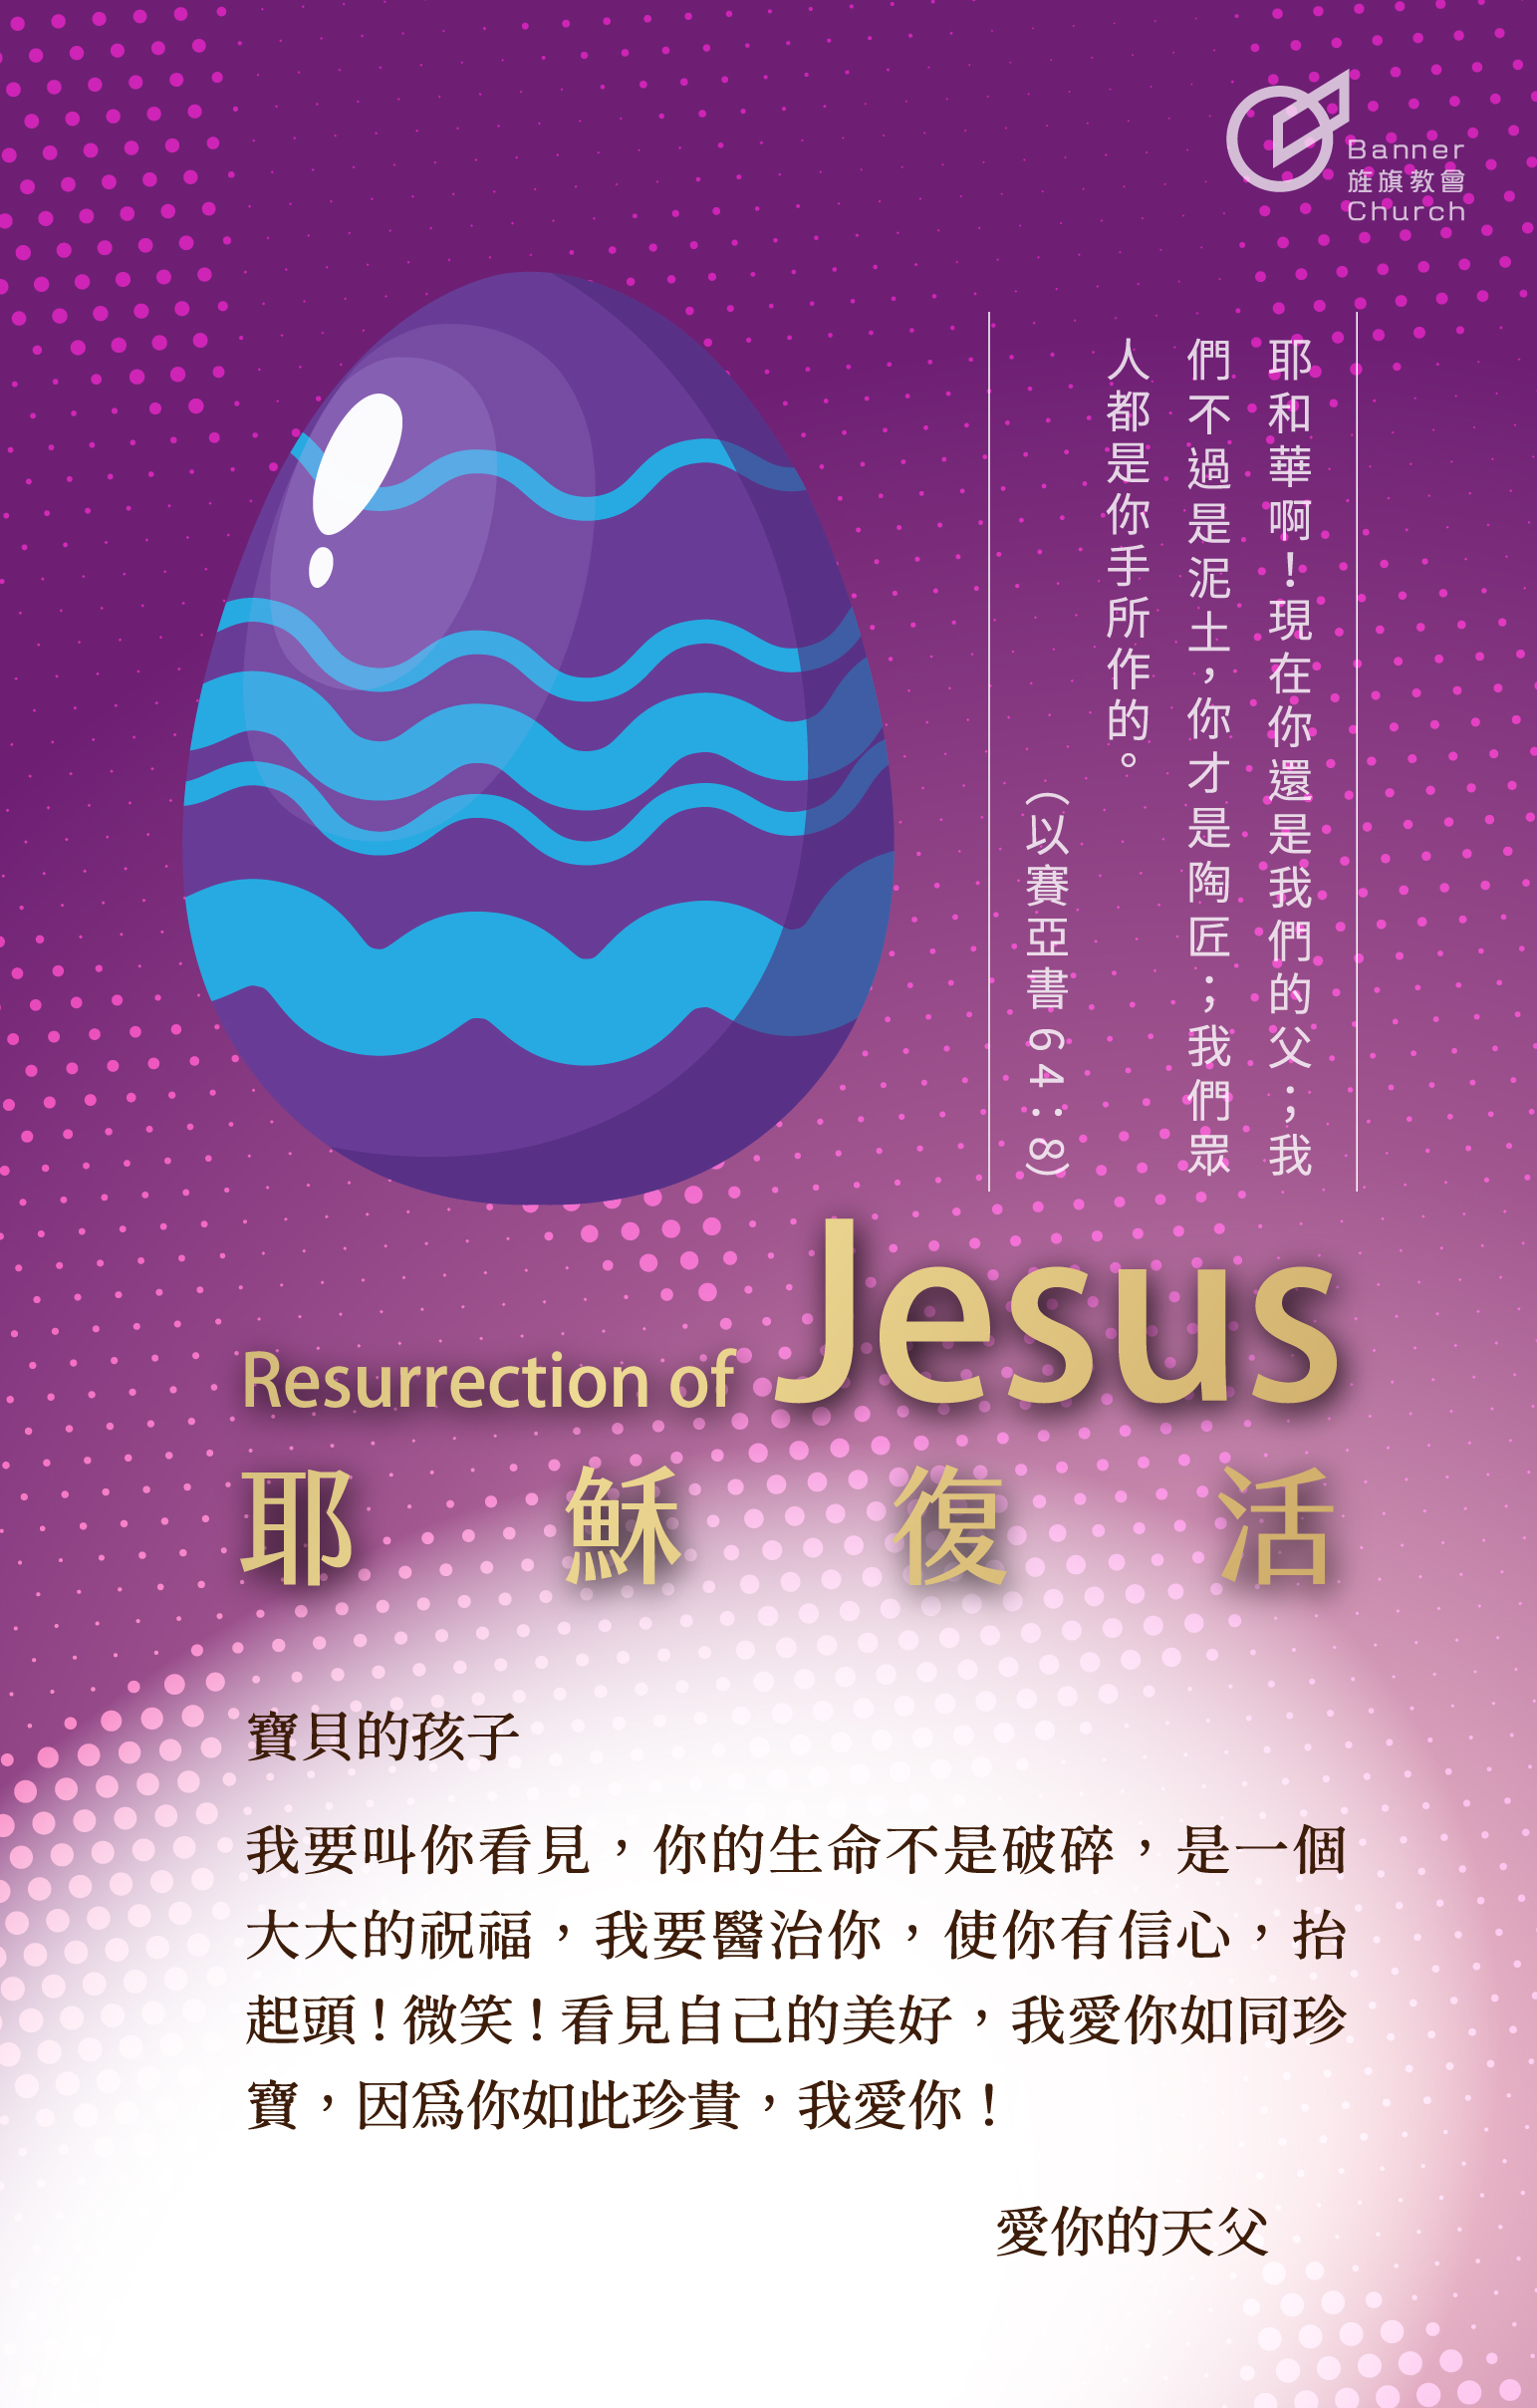 Banner
旌旗教會
Church
耶和華啊！現在你還是我們的父；我
們不過是泥土，你才是陶匠；我們眾
人都是你手所作的。
（以賽亞書 64：8）
Resurrection of Jesus
耶穌復活
寶貝的孩子
我要叫你看見，你的生命不是破碎，是一個
大大的祝福，我要醫治你，使你有信心，抬
起頭！微笑！看見自己的美好，我愛你如同珍
寶，因爲你如此珍貴，我愛你！
愛你的天父